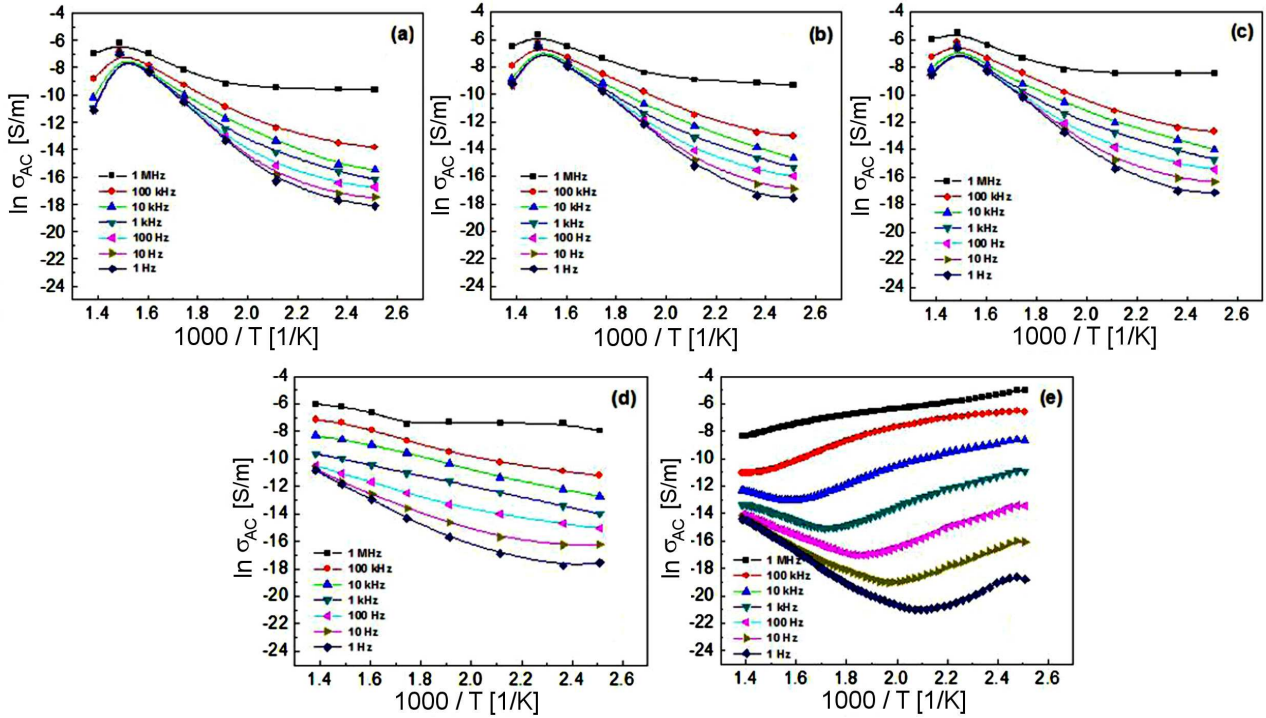 (a)
ln σAC [S/m]
-4
-6
-8
-10
-12
-14
-16
-18
-20
-22
-24
1 MHz
100 kHz
10 kHz
1 kHz
100 Hz
10 Hz
1 Hz
1.4 1.6 1.8 2.0 2.2 2.4 2.6
1000 / T [1/K]
(b)
ln σAC [S/m]
-4
-6
-8
-10
-12
-14
-16
-18
-20
-22
-24
1 MHz
100 kHz
10 kHz
1 kHz
100 Hz
10 Hz
1 Hz
1.4 1.6 1.8 2.0 2.2 2.4 2.6
1000 / T [1/K]
(c)
ln σAC [S/m]
-4
-6
-8
-10
-12
-14
-16
-18
-20
-22
-24
1 MHz
100 kHz
10 kHz
1 kHz
100 Hz
10 Hz
1 Hz
1.4 1.6 1.8 2.0 2.2 2.4 2.6
1000 / T [1/K]
(d)
ln σAC [S/m]
-4
-6
-8
-10
-12
-14
-16
-18
-20
-22
-24
1 MHz
100 kHz
10 kHz
1 kHz
100 Hz
10 Hz
1 Hz
1.4 1.6 1.8 2.0 2.2 2.4 2.6
1000 / T [1/K]
(e)
ln σAC [S/m]
-4
-6
-8
-10
-12
-14
-16
-18
-20
-22
-24
1 MHz
100 kHz
10 kHz
1 kHz
100 Hz
10 Hz
1 Hz
1.4 1.6 1.8 2.0 2.2 2.4 2.6
1000 / T [1/K]